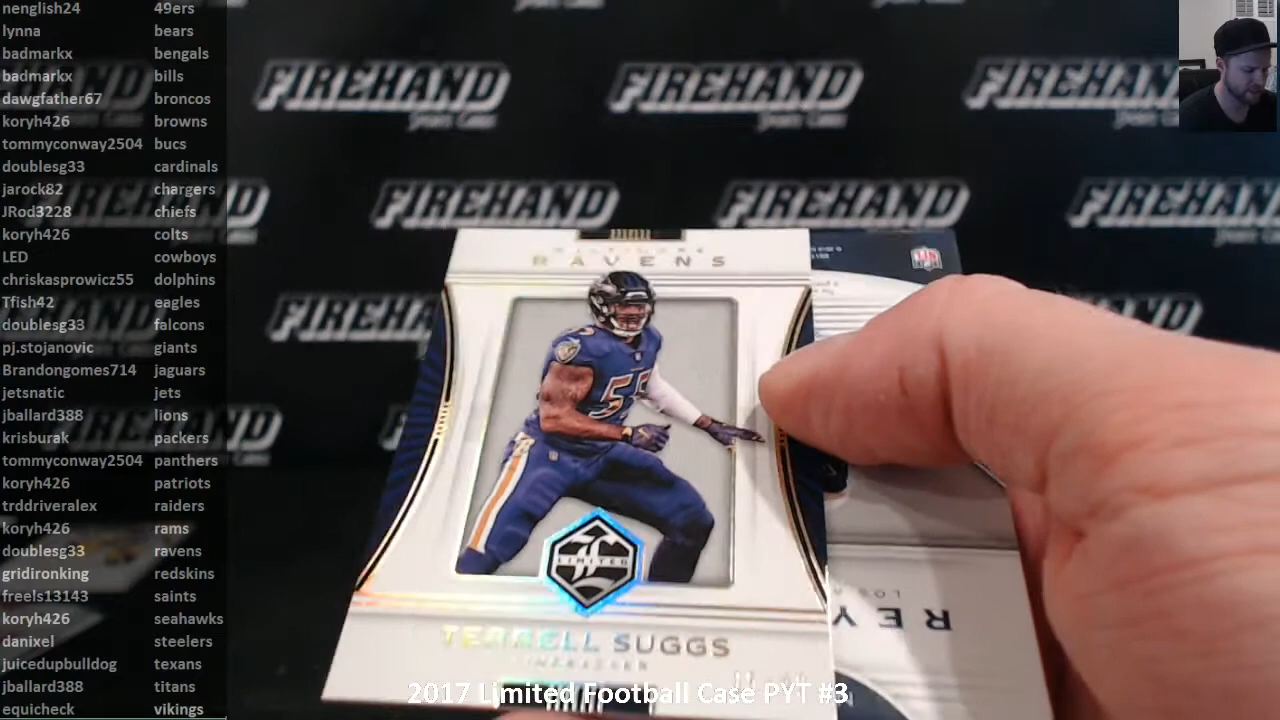 nenglish24 49ers
lynna bears
badmarkx bengals
badmarkx bills
dawgfather67 broncos
koryh426 browns
tommyconway2504 bucs
doublesg33 cardinals
jarock82 chargers
JRod3228 chiefs
koryh426 colts
LED cowboys
chriskasprowicz55 dolphins
Tfish42 eagles
doublesg33 falcons
pj.stojanovic giants
Brandongomes714 jaguars
jetsnatic jets
jballard388 lions
krisburak packers
tommyconway2504 panthers
koryh426 patriots
trddriveralex raiders
koryh426 rams
doublesg33 ravens
gridironking redskins
freels13143 saints
koryh426 seahawks
danixel steelers
juicedupbulldog texans
jballard388 titans
equicheck vikings
FIREHAND FIREHAND FIREHAND
FIREHAND FIREHAND FIREHAND
FIREHAND
FIREHAND
RAVENS
55
LIMITED
TERRELL SUGGS
LINEBACKER
REY
2017 Limited Football Case PYT #3